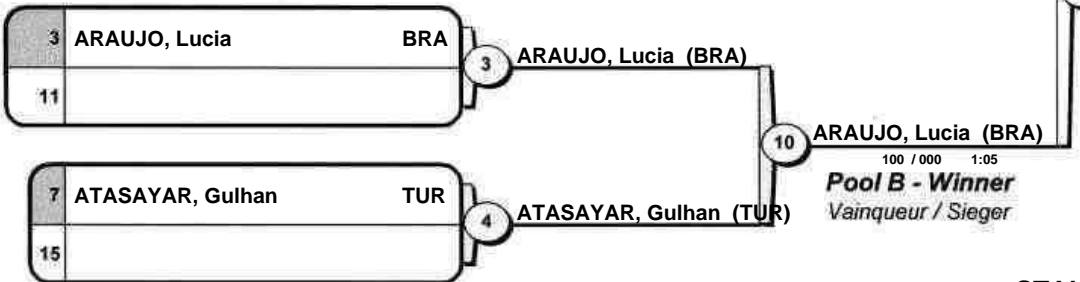 3 ARAUJO, Lucia BRA
11
3
ARAUJO, Lucia (BRA)
7 ATASAYAR, Gulhan TUR
15
4
ATASAYAR, Gulhan (TUR)
10
ARAUJO, Lucia (BRA)
100 / 000 1:05
Pool B - Winner
Vainqueur / Sieger